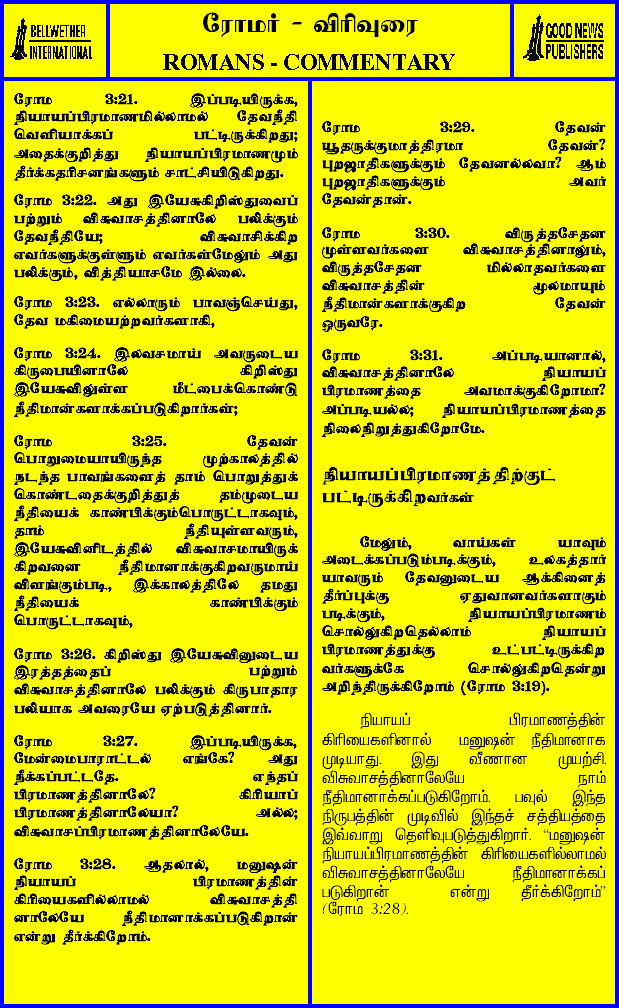 BELLWETHER
INTERNATIONAL
ரோமர் - விரிவுரை
ROMANS - COMMENTARY
GOOD NEWS
PUBLISHERS
ரோம 3:21. இப்படியிருக்க,
நியாயப்பிரமாணமில்லாமல் தேவநீதி
வெளியாக்கப் பட்டிருக்கிறது;
அதைக்குறித்து நியாயப்பிரமாணமும்
தீர்க்கதரிசனங்களும் சாட்சியிடுகிறது.
ரோம 3:22. அது இயேசுகிறிஸ்துவைப்
பற்றும் விசுவாசத்தினாலே பலிக்கும்
தேவநீதியே; விசுவாசிக்கிற
எவர்களுக்குள்ளும் எவர்கள்மேலும் அது
பலிக்கும், வித்தியாசமே இல்லை.
ரோம 3:23. எல்லாரும் பாவஞ்செய்து,
தேவ மகிமையற்றவர்களாகி,
ரோம 3:24. இலவசமாய் அவருடைய
கிருபையினாலே கிறிஸ்து
இயேசுவிலுள்ள மீட்பைக்கொண்டு
நீதிமான்களாக்கப்படுகிறார்கள்;
ரோம 3:25. தேவன்
பொறுமையாயிருந்த முற்காலத்தில்
நடந்த பாவங்களைத் தாம் பொறுத்துக்
கொண்டதைக்குறித்துத் தம்முடைய
நீதியைக் காண்பிக்கும்பொருட்டாகவும்,
தாம் நீதியுள்ளவரும்,
இயேசுவினிடத்தில் விசுவாசமாயிருக்
கிறவனை நீதிமானாக்குகிறவருமாய்
விளங்கும்படி, இக்காலத்திலே தமது
நீதியைக் காண்பிக்கும்
பொருட்டாகவும்,
ரோம 3:26. கிறிஸ்து இயேசுவினுடைய
இரத்தத்தைப் பற்றும்
விசுவாசத்தினாலே பலிக்கும் கிருபாதார
பலியாக அவரையே ஏற்படுத்தினார்.
ரோம 3:27. இப்படியிருக்க,
மேன்மைபாராட்டல் எங்கே? அது
நீக்கப்பட்டதே. எந்தப்
பிரமாணத்தினாலே? கிரியாப்
பிரமாணத்தினாலேயா? அல்ல;
விசுவாசப்பிரமாணத்தினாலேயே.
ரோம 3:28. ஆதலால், மனுஷன்
நியாயப் பிரமாணத்தின்
கிரியைகளில்லாமல் விசுவாசத்தி
னாலேயே நீதிமானாக்கப்படுகிறான்
என்று தீர்க்கிறோம்.
ரோம 3:29. தேவன்
யூதருக்குமாத்திரமா தேவன்?
புறஜாதிகளுக்கும் தேவனல்லவா? ஆம்
புறஜாதிகளுக்கும் அவர்
தேவன்தான்.
ரோம 3:30. விருத்தசேதன
முள்ளவர்களை விசுவாசத்தினாலும்,
விருத்தசேதன மில்லாதவர்களை
விசுவாசத்தின் மூலமாயும்
நீதிமான்களாக்குகிற தேவன்
ஒருவரே.
ரோம 3:31. அப்படியானால்,
விசுவாசத்தினாலே நியாயப்
பிரமாணத்தை அவமாக்குகிறோமா?
அப்படியல்ல; நியாயப்பிரமாணத்தை
நிலைநிறுத்துகிறோமே.
நியாயப்பிரமாணத்திற்குட்
பட்டிருக்கிறவர்கள்
மேலும், வாய்கள் யாவும்
அடைக்கப்படும்படிக்கும், உலகத்தார்
யாவரும் தேவனுடைய ஆக்கினைத்
தீர்ப்புக்கு ஏதுவானவர்களாகும்
படிக்கும், நியாயப்பிரமாணம்
சொல்லுகிறதெல்லாம் நியாயப்
பிரமாணத்துக்கு உட்பட்டிருக்கிற
வர்களுக்கே சொல்லுகிறதென்று
அறிந்திருக்கிறோம் (ரோம 3:19).
நியாயப் பிரமாணத்தின்
கிரியைகளினால் மனுஷன் நீதிமானாக
முடியாது. இது வீணான முயற்சி.
விசுவாசத்தினாலேயே நாம்
நீதிமானாக்கப்படுகிறோம். பவுல் இந்த
நிருபத்தின் முடிவில் இந்தச் சத்தியத்தை
இவ்வாறு தெளிவுபடுத்துகிறார். “மனுஷன்
நியாயப்பிரமாணத்தின் கிரியைகளில்லாமல்
விசுவாசத்தினாலேயே நீதிமானாக்கப்
படுகிறான் என்று தீர்க்கிறோம்”
(ரோம 3:28).